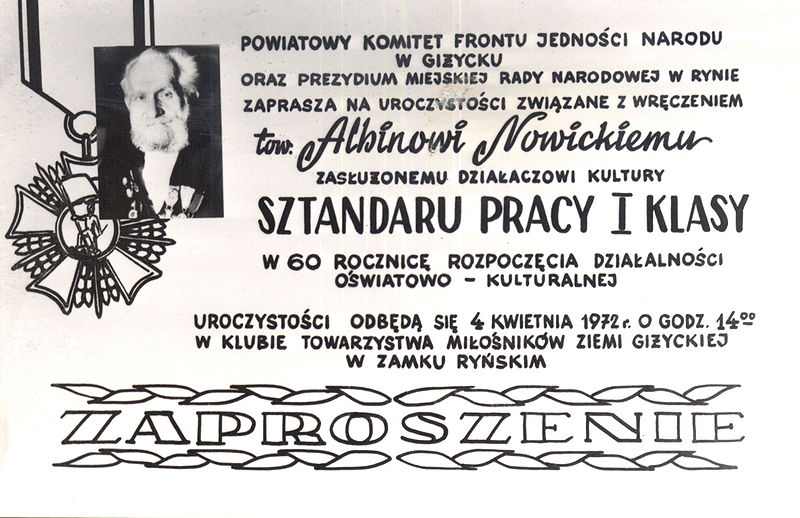 POWIATOWY KOMITET FRONTU JEDNOŚCI NARODU
W GIŻYCKU
ORAZ PREZYDIUM MIEJSKIEJ RADY NARODOWEJ W RYNIE
ZAPRASZA NA UROCZYSTOŚCI ZWIĄZANE Z WRĘCZENIEM
tow. Albinowi Nowickiemu
ZASŁUŻONEMU DZIAŁACZOWI KULTURY
SZTANDARU PRACY I KLASY
W 60 ROCZNICĘ ROZPOCZĘCIA DZIAŁALNOŚCI
OŚWIATOWO - KULTURALNEJ
UROCZYSTOŚCI ODBĘDĄ SIĘ 4 KWIETNIA 1972 r. O GODZ. 14⁰⁰
W KLUBIE TOWARZYSTWA MIŁOŚNIKÓW ZIEMI GIŻYCKIEJ
W ZAMKU RYŃSKIM
ZAPROSZENIE